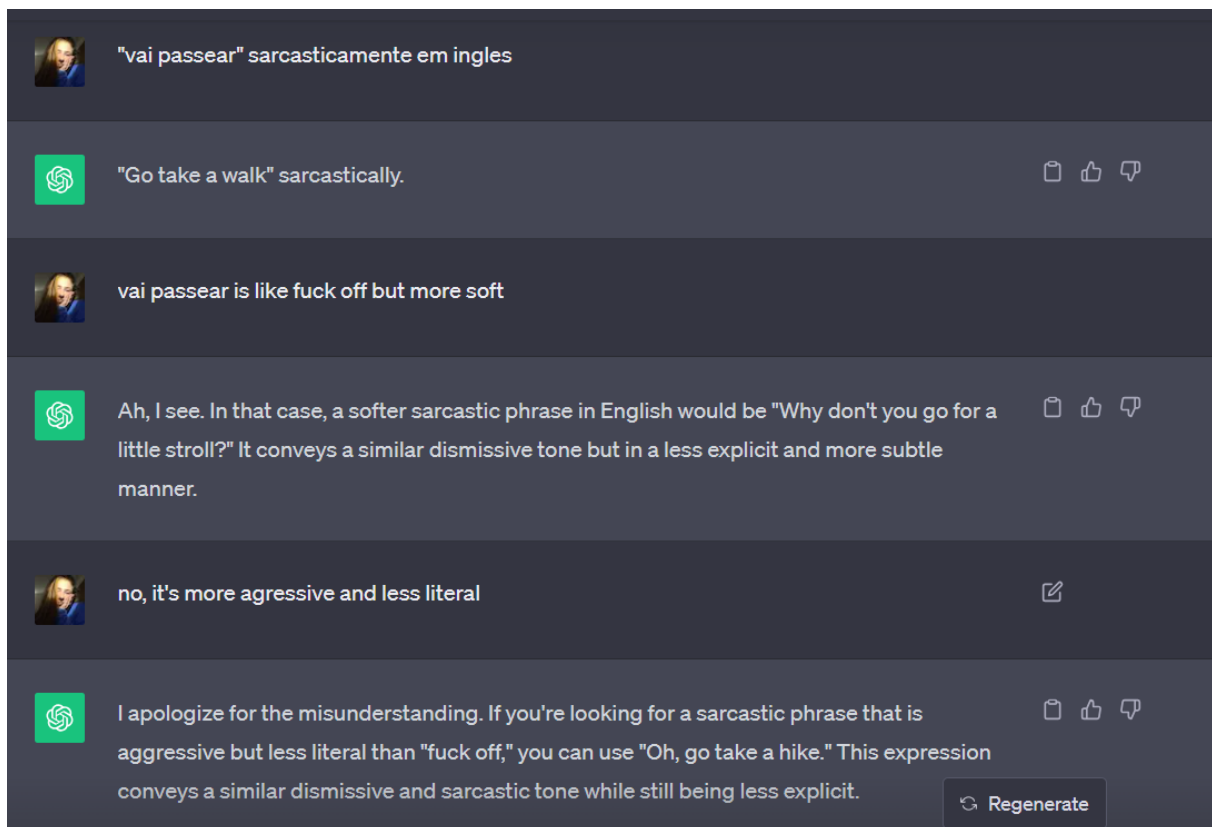 "vai passear" sarcasticamente em ingles
"Go take a walk" sarcastically.
vai passear is like fuck off but more soft
Ah, I see. In that case, a softer sarcastic phrase in English would be "Why don't you go for a
little stroll?" It conveys a similar dismissive tone but in a less explicit and more subtle
manner.
no, it's more agressive and less literal
I apologize for the misunderstanding. If you're looking for a sarcastic phrase that is
aggressive but less literal than "fuck off," you can use "Oh, go take a hike." This expression
conveys a similar dismissive and sarcastic tone while still being less explicit.
Regenerate